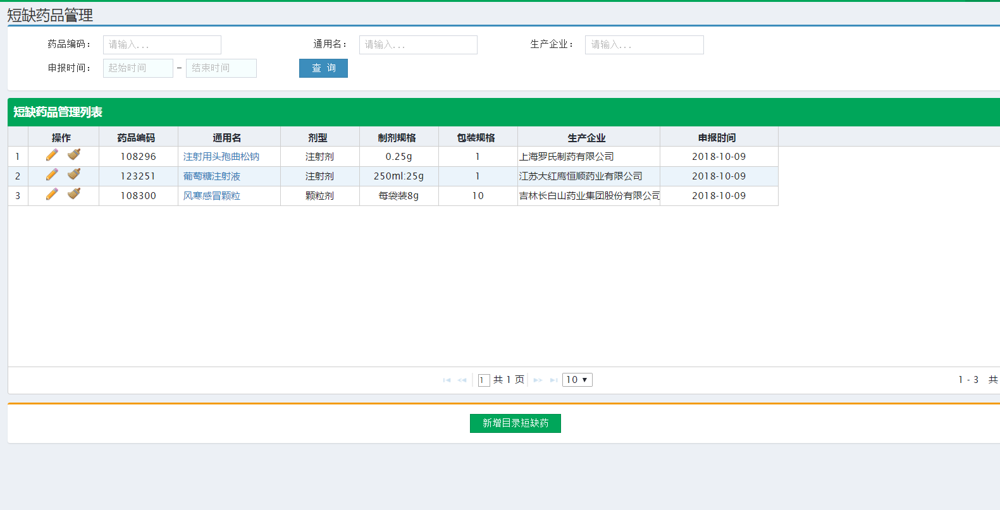 短缺药品管理
药品编码： 请输入... 通用名： 请输入... 生产企业： 请输入...
申报时间： 起始时间 - 结束时间 查 询
短缺药品管理列表
操作 药品编码 通用名 剂型 制剂规格 包装规格 生产企业 申报时间
1 108296 注射用头孢曲松钠 注射剂 0.25g 1 上海罗氏制药有限公司 2018-10-09
2 123251 葡萄糖注射液 注射剂 250ml:25g 1 江苏大红鹰恒顺药业有限公司 2018-10-09
3 108300 风寒感冒颗粒 颗粒剂 每袋装8g 10 吉林长白山药业集团股份有限公司 2018-10-09
1 共 1 页 10 1 - 3 共
新增目录短缺药